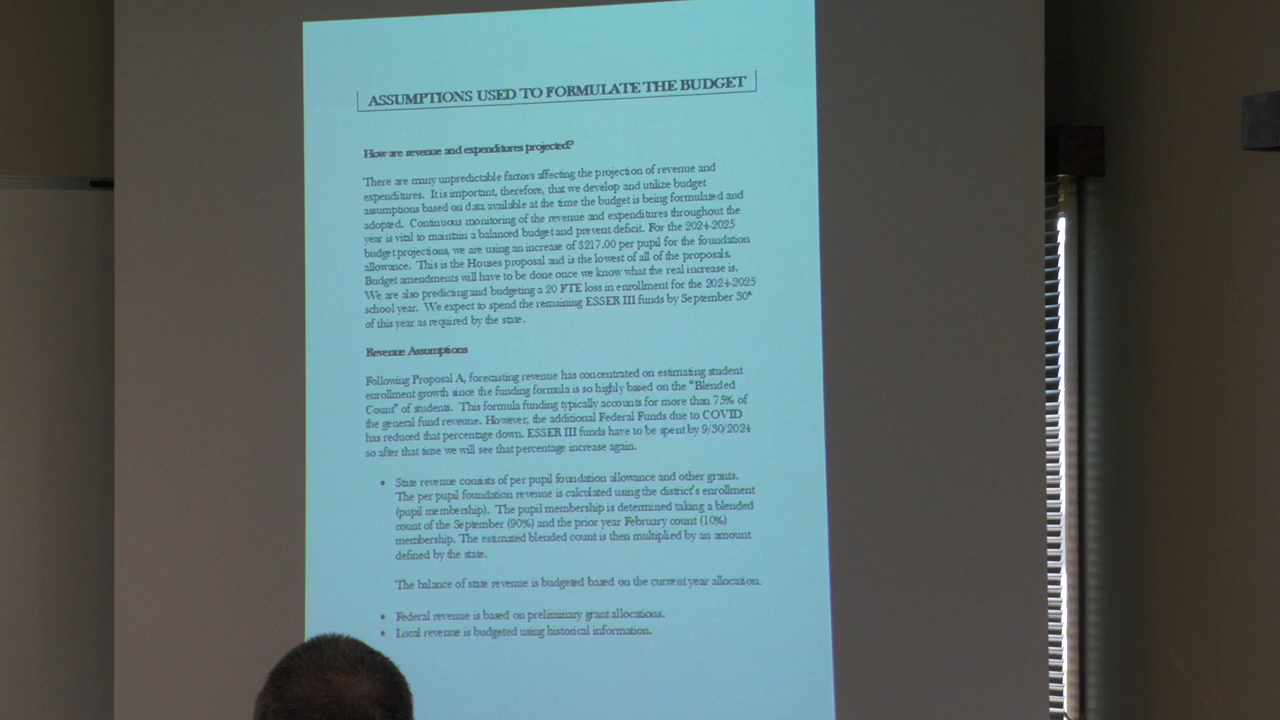 ASSUMPTIONS USED TO FORMULATE THE BUDGET
How are revenue and expenditures projected?
There are many unpredictable factors affecting the projection of revenue and
expenditures. It is important, therefore, that we develop and utilize budget
assumptions based on data available at the time the budget is being formulated and
adopted. Continuous monitoring of the revenue and expenditures throughout the
year is vital to maintain a balanced budget and prevent deficit. For the 2024-2025
budget projections, we are using an increase of $217.00 per pupil for the foundation
allowance. This is the Houses proposal and is the lowest of all of the proposals.
Budget amendments will have to be done once we know what the real increase is.
We are also predicting and budgeting a 20 FTE loss in enrollment for the 2024-2025
school year. We expect to spend the remaining ESSER III funds by September 30th
of this year as required by the state.
Revenue Assumptions
Following Proposal A, forecasting revenue has concentrated on estimating student
enrollment growth since the funding formula is so highly based on the "Blended
Count" of students. This formula funding typically accounts for more than 75% of
the general fund revenue. However, the additional Federal Funds due to COVID
has reduced that percentage down. ESSER III funds have to be spent by 9/30/2024
so after that time we will see that percentage increase again.
• State revenue consists of per pupil foundation allowance and other grants.
The per pupil foundation revenue is calculated using the district's enrollment
(pupil membership). The pupil membership is determined taking a blended
count of the September (90%) and the prior year February count (10%)
membership. The estimated blended count is then multiplied by an amount
defined by the state.
The balance of state revenue is budgeted based on the current year allocation.
• Federal revenue is based on preliminary grant allocations.
• Local revenue is budgeted using historical information.